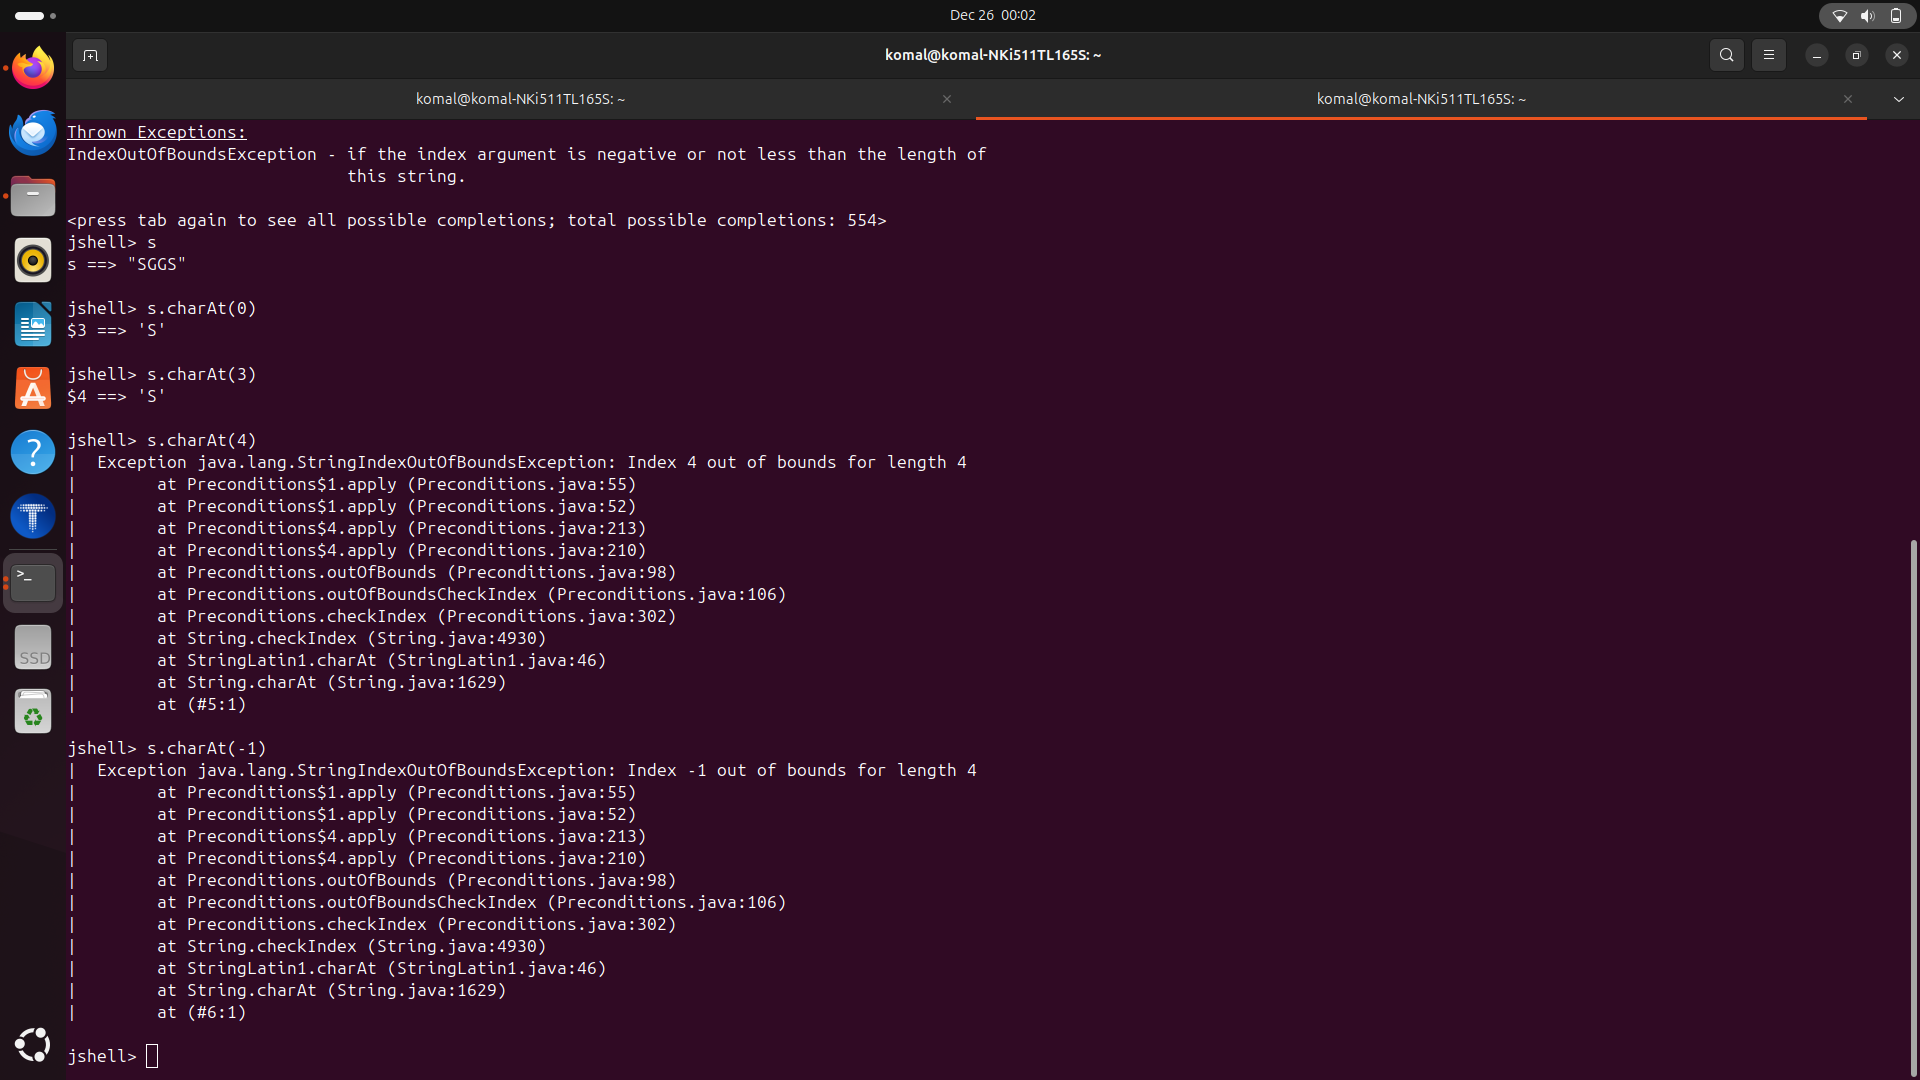 Dec 26 00:02
komal@komal-NKi511TL165S: ~
komal@komal-NKi511TL165S: ~
komal@komal-NKi511TL165S: ~
Thrown Exceptions:
IndexOutOfBoundsException - if the index argument is negative or not less than the length of
this string.
<press tab again to see all possible completions; total possible completions: 554>
jshell> s
s ==> "SGGS"
jshell> s.charAt(0)
$3 ==> 'S'
jshell> s.charAt(3)
$4 ==> 'S'
jshell> s.charAt(4)
|  Exception java.lang.StringIndexOutOfBoundsException: Index 4 out of bounds for length 4
|        at Preconditions$1.apply (Preconditions.java:55)
|        at Preconditions$1.apply (Preconditions.java:52)
|        at Preconditions$4.apply (Preconditions.java:213)
|        at Preconditions$4.apply (Preconditions.java:210)
|        at Preconditions.outOfBounds (Preconditions.java:98)
|        at Preconditions.outOfBoundsCheckIndex (Preconditions.java:106)
|        at Preconditions.checkIndex (Preconditions.java:302)
|        at String.checkIndex (String.java:4930)
|        at StringLatin1.charAt (StringLatin1.java:46)
|        at String.charAt (String.java:1629)
|        at (#5:1)
jshell> s.charAt(-1)
|  Exception java.lang.StringIndexOutOfBoundsException: Index -1 out of bounds for length 4
|        at Preconditions$1.apply (Preconditions.java:55)
|        at Preconditions$1.apply (Preconditions.java:52)
|        at Preconditions$4.apply (Preconditions.java:213)
|        at Preconditions$4.apply (Preconditions.java:210)
|        at Preconditions.outOfBounds (Preconditions.java:98)
|        at Preconditions.outOfBoundsCheckIndex (Preconditions.java:106)
|        at Preconditions.checkIndex (Preconditions.java:302)
|        at String.checkIndex (String.java:4930)
|        at StringLatin1.charAt (StringLatin1.java:46)
|        at String.charAt (String.java:1629)
|        at (#6:1)
jshell>
SSD